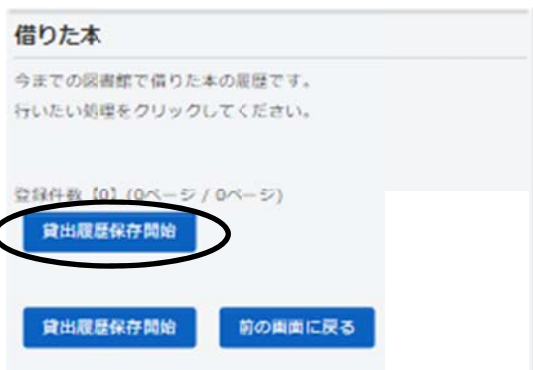 借りた本
今までの図書館で借りた本の履歴です。
行いたい処理をクリックしてください。
登録件数【0】(0ページ / 0ページ)
貸出履歴保存開始
貸出履歴保存開始 前の画面に戻る